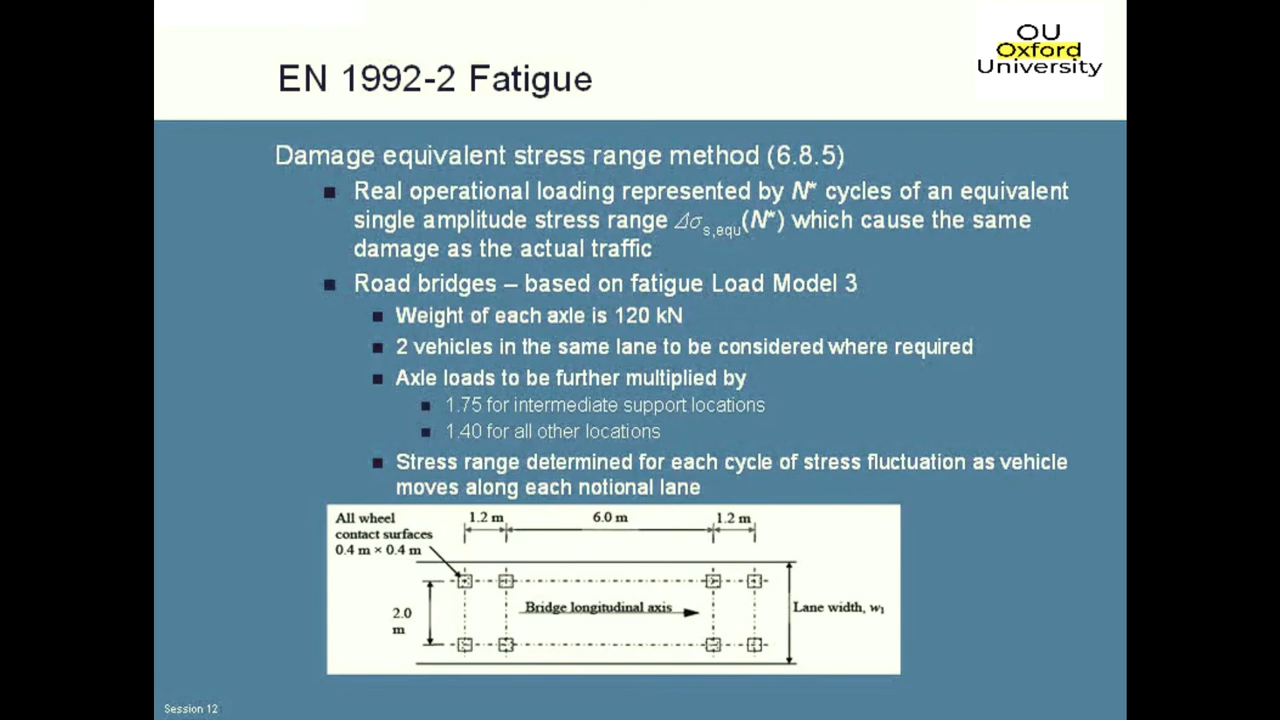 OU
Oxford
University
EN 1992-2 Fatigue
Damage equivalent stress range method (6.8.5)
Real operational loading represented by N* cycles of an equivalent
single amplitude stress range Δσs,equ(N*) which cause the same
damage as the actual traffic
Road bridges – based on fatigue Load Model 3
Weight of each axle is 120 kN
2 vehicles in the same lane to be considered where required
Axle loads to be further multiplied by
1.75 for intermediate support locations
1.40 for all other locations
Stress range determined for each cycle of stress fluctuation as vehicle
moves along each notional lane
All wheel
contact surfaces
0.4 m × 0.4 m
1.2 m
6.0 m
1.2 m
2.0
m
Bridge longitudinal axis
Lane width, w1
Session 12